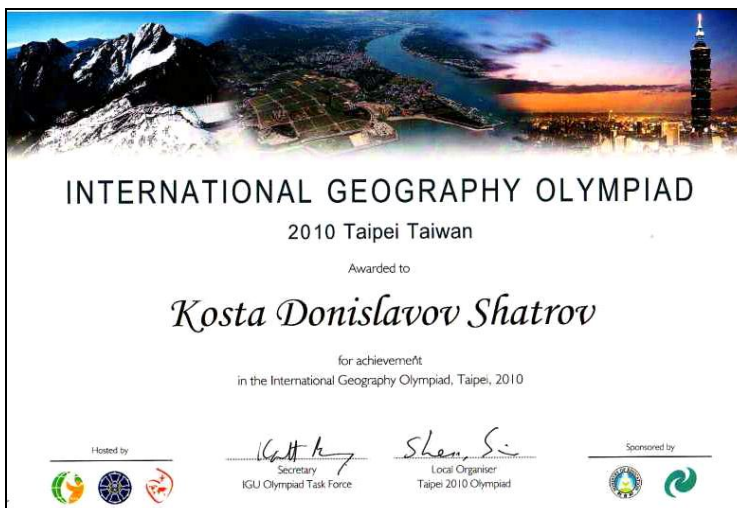 INTERNATIONAL GEOGRAPHY OLYMPIAD
2010 Taipei Taiwan
Awarded to
Kosta Donislavov Shatrov
for achievement
in the International Geography Olympiad, Taipei, 2010
Hosted by
Secretary
IGU Olympiad Task Force
Local Organiser
Taipei 2010 Olympiad
Sponsored by